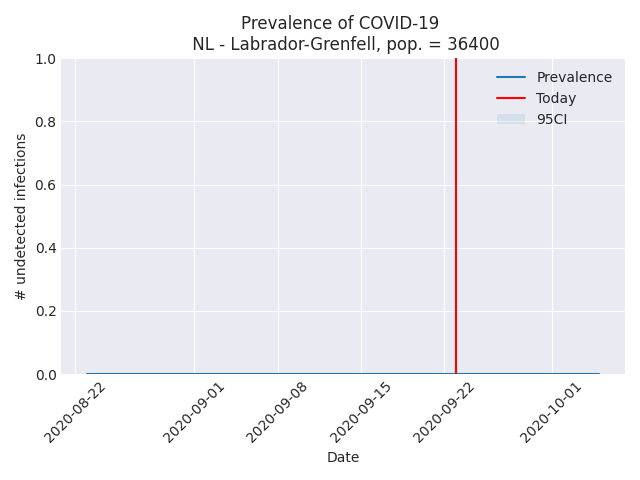 Prevalence of COVID-19
NL - Labrador-Grenfell, pop. = 36400
Prevalence
Today
95CI
# undetected infections
1.0
0.8
0.6
0.4
0.2
0.0
2020-08-22
2020-09-01
2020-09-08
2020-09-15
2020-09-22
2020-10-01
Date